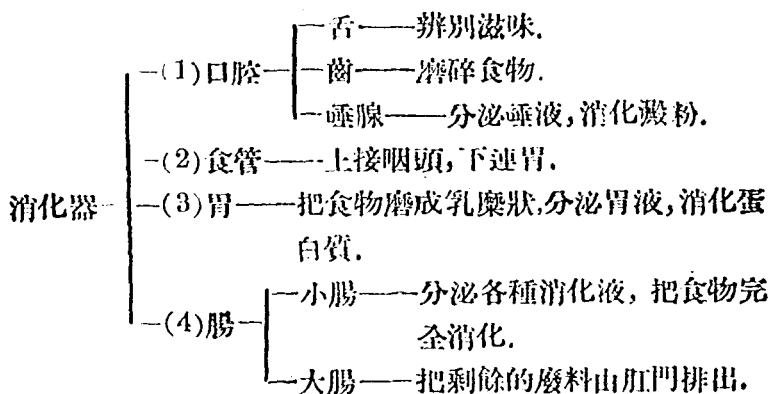 舌——辨別滋味.
(1)口腔
齒——磨碎食物.
唾腺——分泌唾液,消化澱粉.
(2)食管——上接咽頭,下連胃.
消化器
(3)胃——把食物磨成乳糜狀,分泌胃液,消化蛋
白質.
小腸——分泌各種消化液,把食物完
全消化.
(4)腸
大腸——把剩餘的廢料由肛門排出.